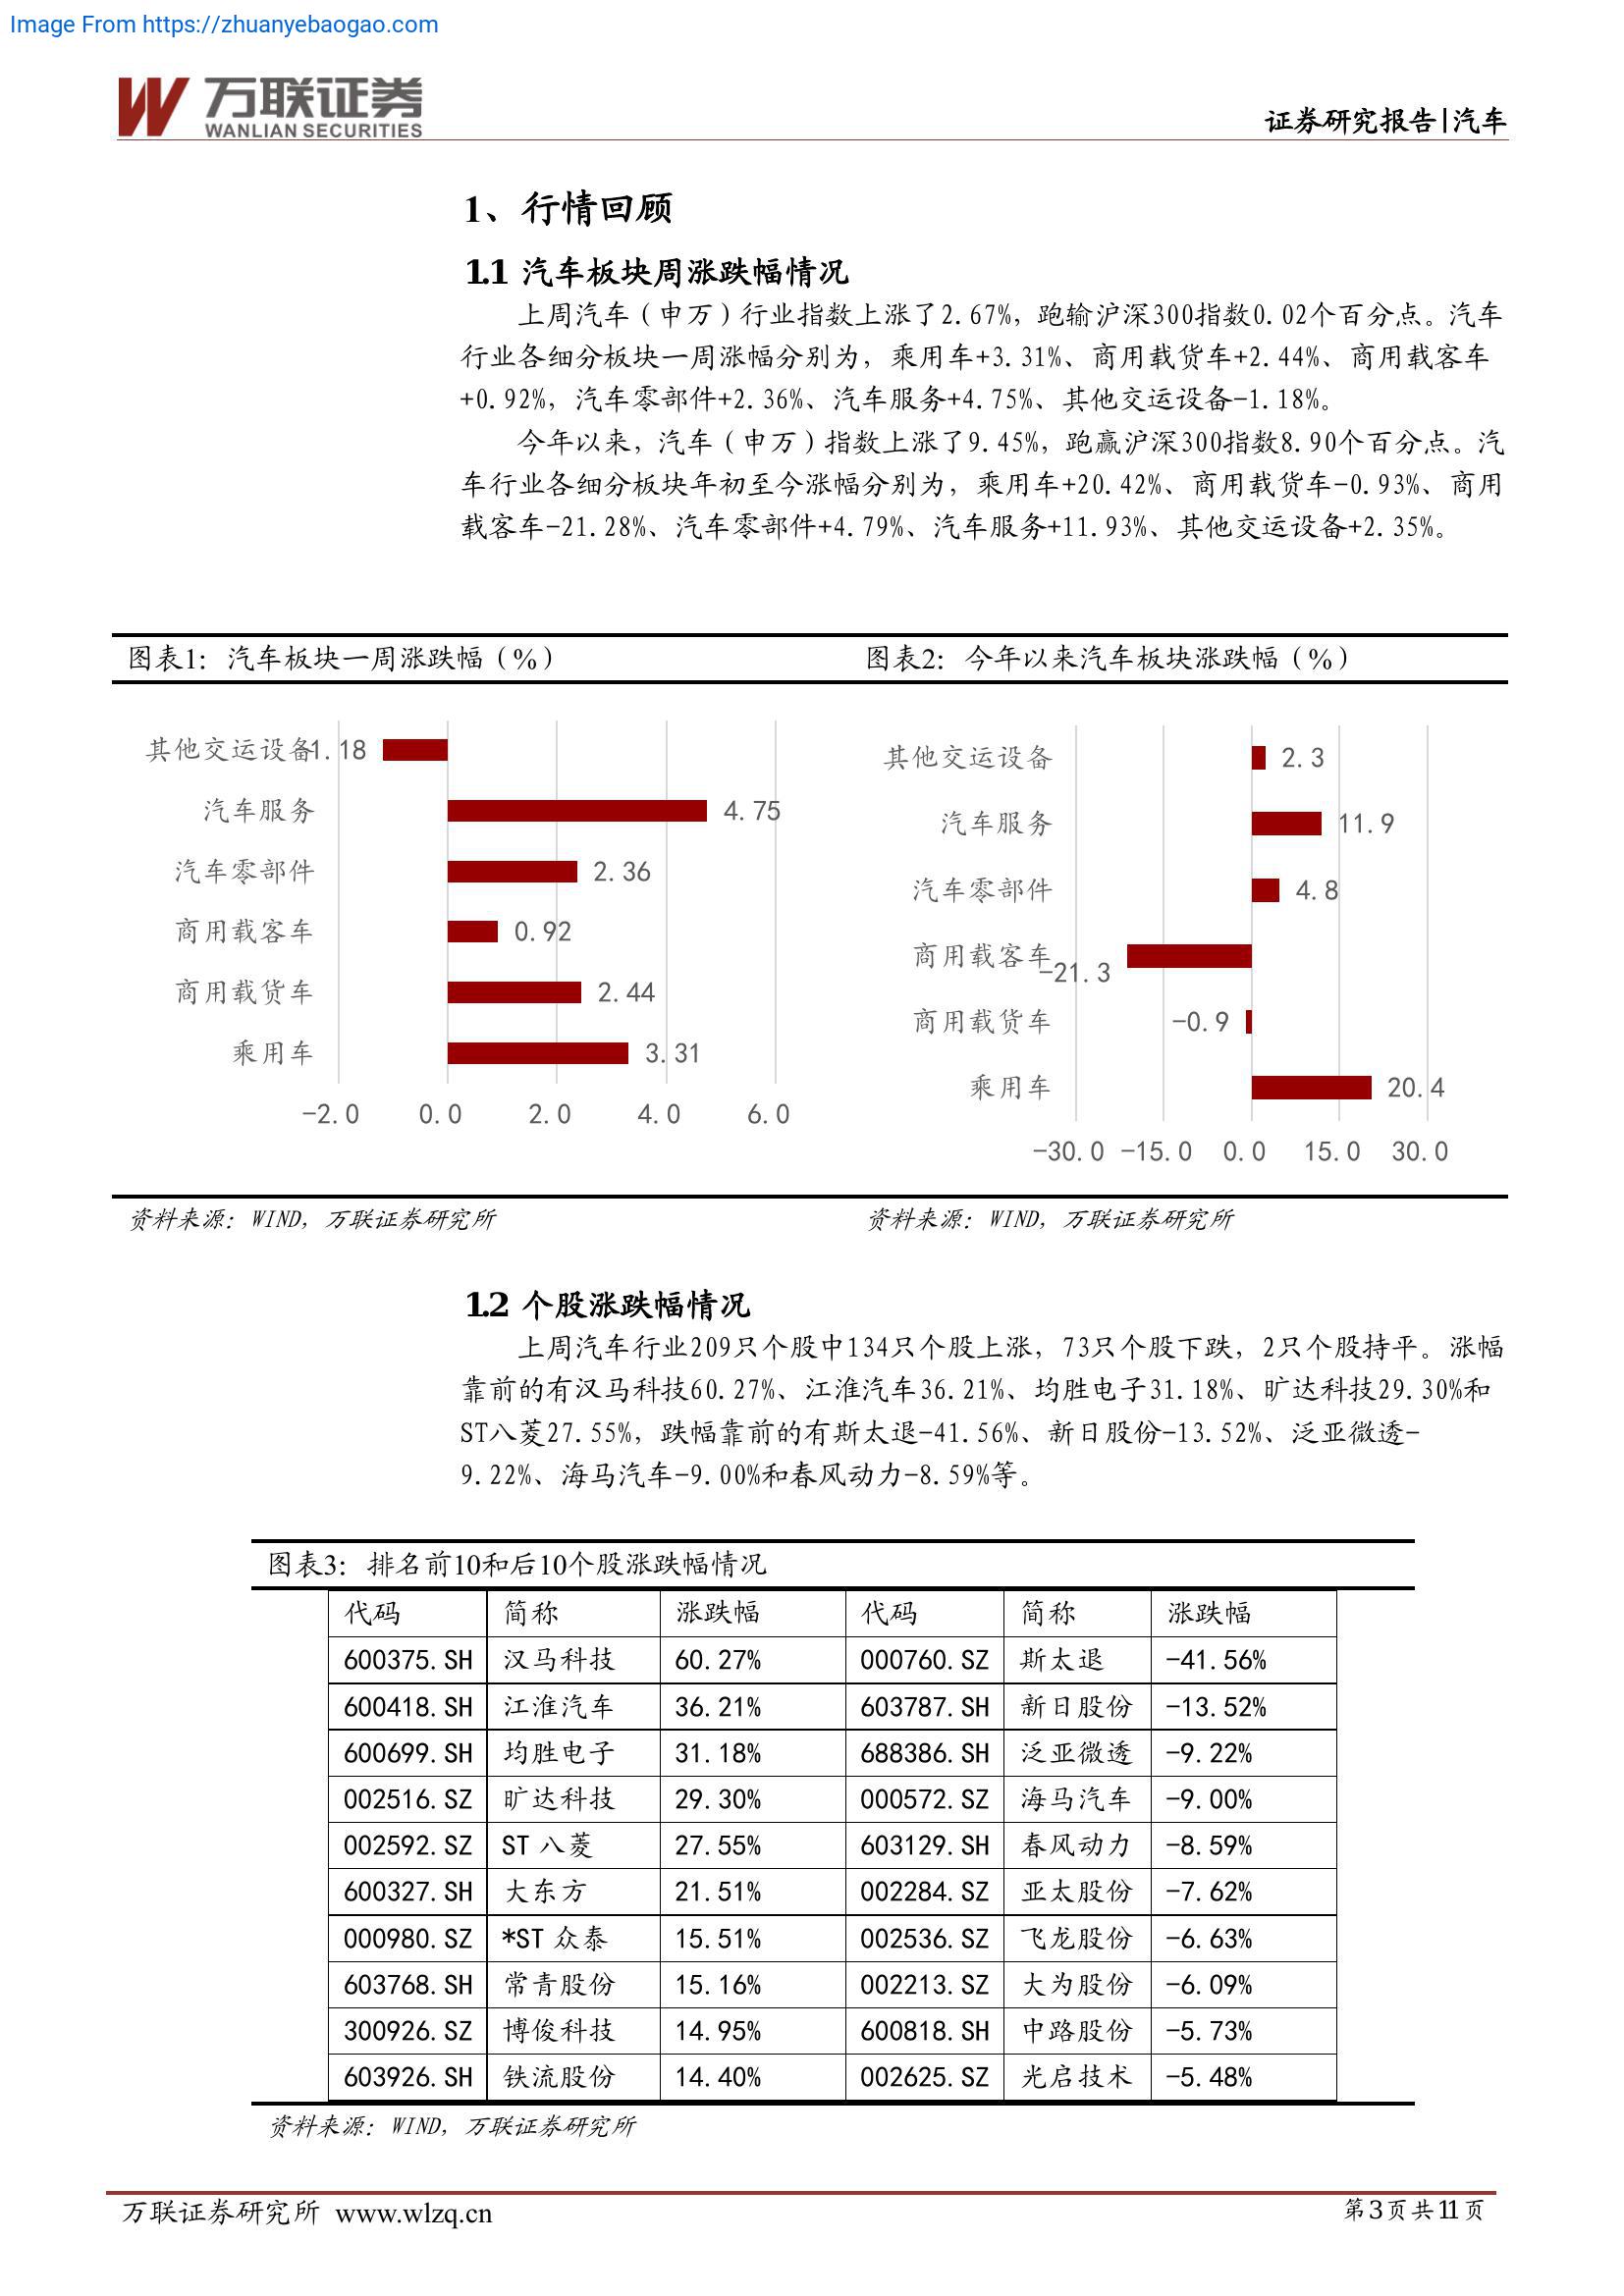 Image From https://zhuanyebaogao.com
万联证券
WANLIAN SECURITIES
证券研究报告|汽车
1、行情回顾
1.1 汽车板块周涨跌幅情况
上周汽车（申万）行业指数上涨了2.67%，跑输沪深300指数0.02个百分点。汽车
行业各细分板块一周涨幅分别为，乘用车+3.31%、商用载货车+2.44%、商用载客车
+0.92%，汽车零部件+2.36%、汽车服务+4.75%、其他交运设备-1.18%。
今年以来，汽车（申万）指数上涨了9.45%，跑赢沪深300指数8.90个百分点。汽
车行业各细分板块年初至今涨幅分别为，乘用车+20.42%、商用载货车-0.93%、商用
载客车-21.28%、汽车零部件+4.79%、汽车服务+11.93%、其他交运设备+2.35%。
图表1：汽车板块一周涨跌幅（%）
其他交运设备 1.18
汽车服务 4.75
汽车零部件 2.36
商用载客车 0.92
商用载货车 2.44
乘用车 3.31
-2.0 0.0 2.0 4.0 6.0
资料来源：WIND，万联证券研究所
图表2：今年以来汽车板块涨跌幅（%）
其他交运设备 2.3
汽车服务 11.9
汽车零部件 4.8
商用载客车 -21.3
商用载货车 -0.9
乘用车 20.4
-30.0 -15.0 0.0 15.0 30.0
资料来源：WIND，万联证券研究所
1.2 个股涨跌幅情况
上周汽车行业209只个股中134只个股上涨，73只个股下跌，2只个股持平。涨幅
靠前的有汉马科技60.27%、江淮汽车36.21%、均胜电子31.18%、旷达科技29.30%和
ST八菱27.55%，跌幅靠前的有斯太退-41.56%、新日股份-13.52%、泛亚微透-
9.22%、海马汽车-9.00%和春风动力-8.59%等。
图表3：排名前10和后10个股涨跌幅情况
代码 简称 涨跌幅 代码 简称 涨跌幅
600375.SH 汉马科技 60.27% 000760.SZ 斯太退 -41.56%
600418.SH 江淮汽车 36.21% 603787.SH 新日股份 -13.52%
600699.SH 均胜电子 31.18% 688386.SH 泛亚微透 -9.22%
002516.SZ 旷达科技 29.30% 000572.SZ 海马汽车 -9.00%
002592.SZ ST 八菱 27.55% 603129.SH 春风动力 -8.59%
600327.SH 大东方 21.51% 002284.SZ 亚太股份 -7.62%
000980.SZ *ST 众泰 15.51% 002536.SZ 飞龙股份 -6.63%
603768.SH 常青股份 15.16% 002213.SZ 大为股份 -6.09%
300926.SZ 博俊科技 14.95% 600818.SH 中路股份 -5.73%
603926.SH 铁流股份 14.40% 002625.SZ 光启技术 -5.48%
资料来源：WIND，万联证券研究所
万联证券研究所 www.wlzq.cn
第3页共11页